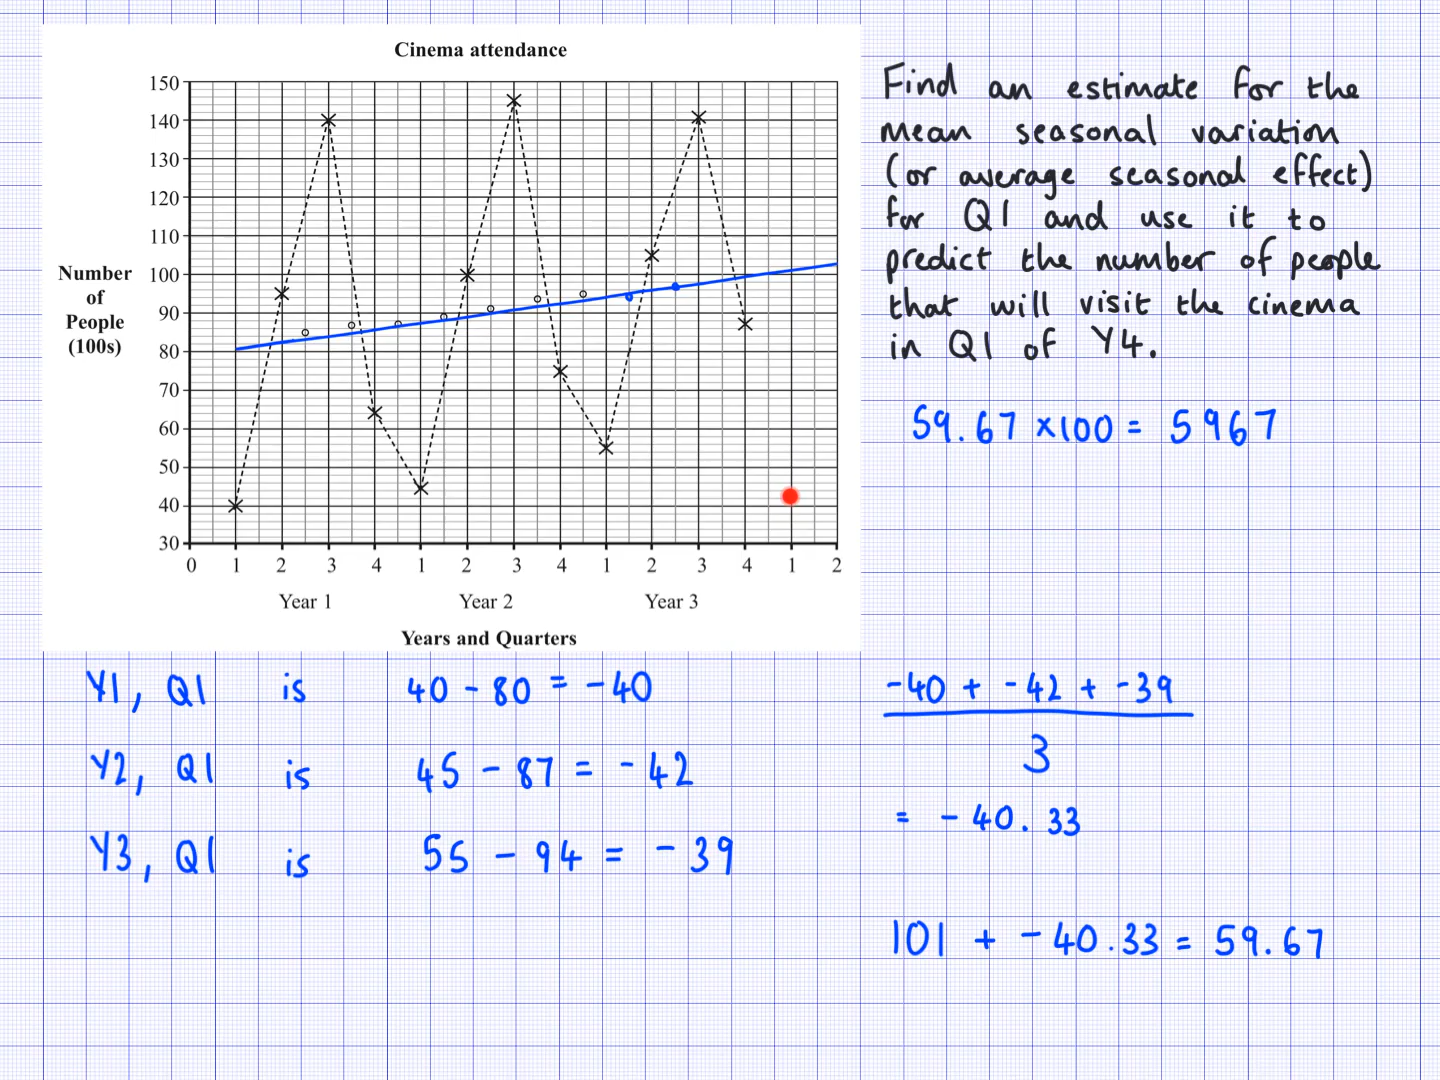 Cinema attendance
150
140
130
120
110
100
90
80
70
60
50
40
30
Number
of
People
(100s)
0 1 2 3 4 1 2 3 4 1 2 3 4 1 2
Year 1 Year 2 Year 3
Years and Quarters
Find an estimate for the
mean seasonal variation
(or average seasonal effect)
for Q1 and use it to
predict the number of people
that will visit the cinema
in Q1 of Y4.
59.67 ×100 = 5967
Y1, Q1 is 40 - 80 = -40
Y2, Q1 is 45 - 87 = -42
Y3, Q1 is 55 - 94 = -39
-40 + -42 + -39
3
= -40.33
101 + -40.33 = 59.67